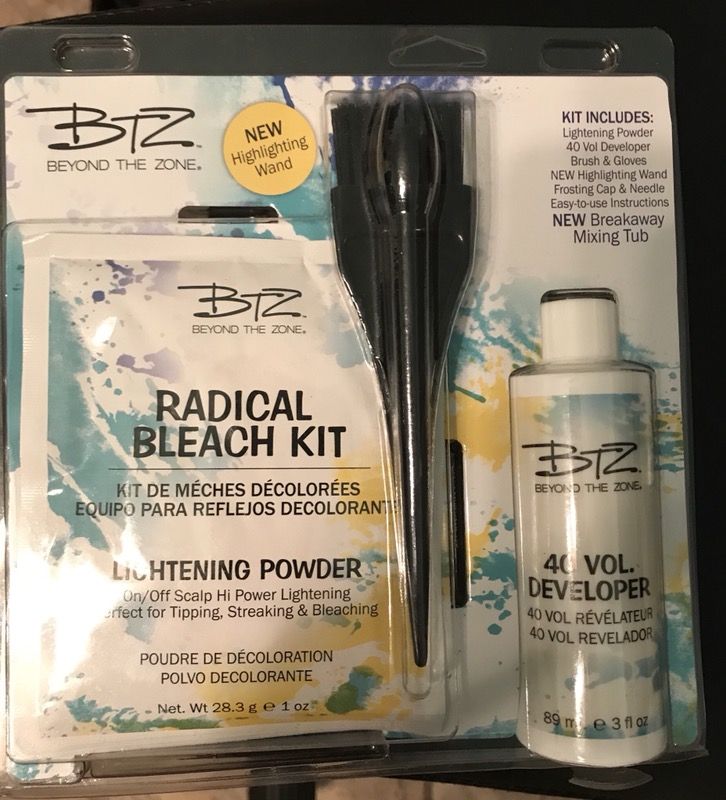 BTZ
BEYOND THE ZONE
NEW
Highlighting
Wand
KIT INCLUDES:
Lightening Powder
40 Vol Developer
Brush & Gloves
NEW Highlighting Wand
Frosting Cap & Needle
Easy-to-use Instructions
NEW Breakaway
Mixing Tub
BTZ
BEYOND THE ZONE
RADICAL
BLEACH KIT
KIT DE MÉCHES DÉCOLORÉES
EQUIPO PARA REFLEJOS DECOLORANT
LIGHTENING POWDER
On/Off Scalp Hi Power Lightening
erfect for Tipping, Streaking & Bleaching
POUDRE DE DÉCOLORATION
POLVO DECOLORANTE
Net. Wt 28.3 g e 1 oz
BTZ
BEYOND THE ZONE
40 VOL.
DEVELOPER
40 VOL RÉVÉLATEUR
40 VOL REVELADOR
89 ml e 3 fl oz